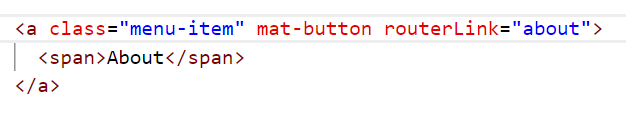 <a class="menu-item" mat-button routerLink="about">
<span>About</span>
</a>